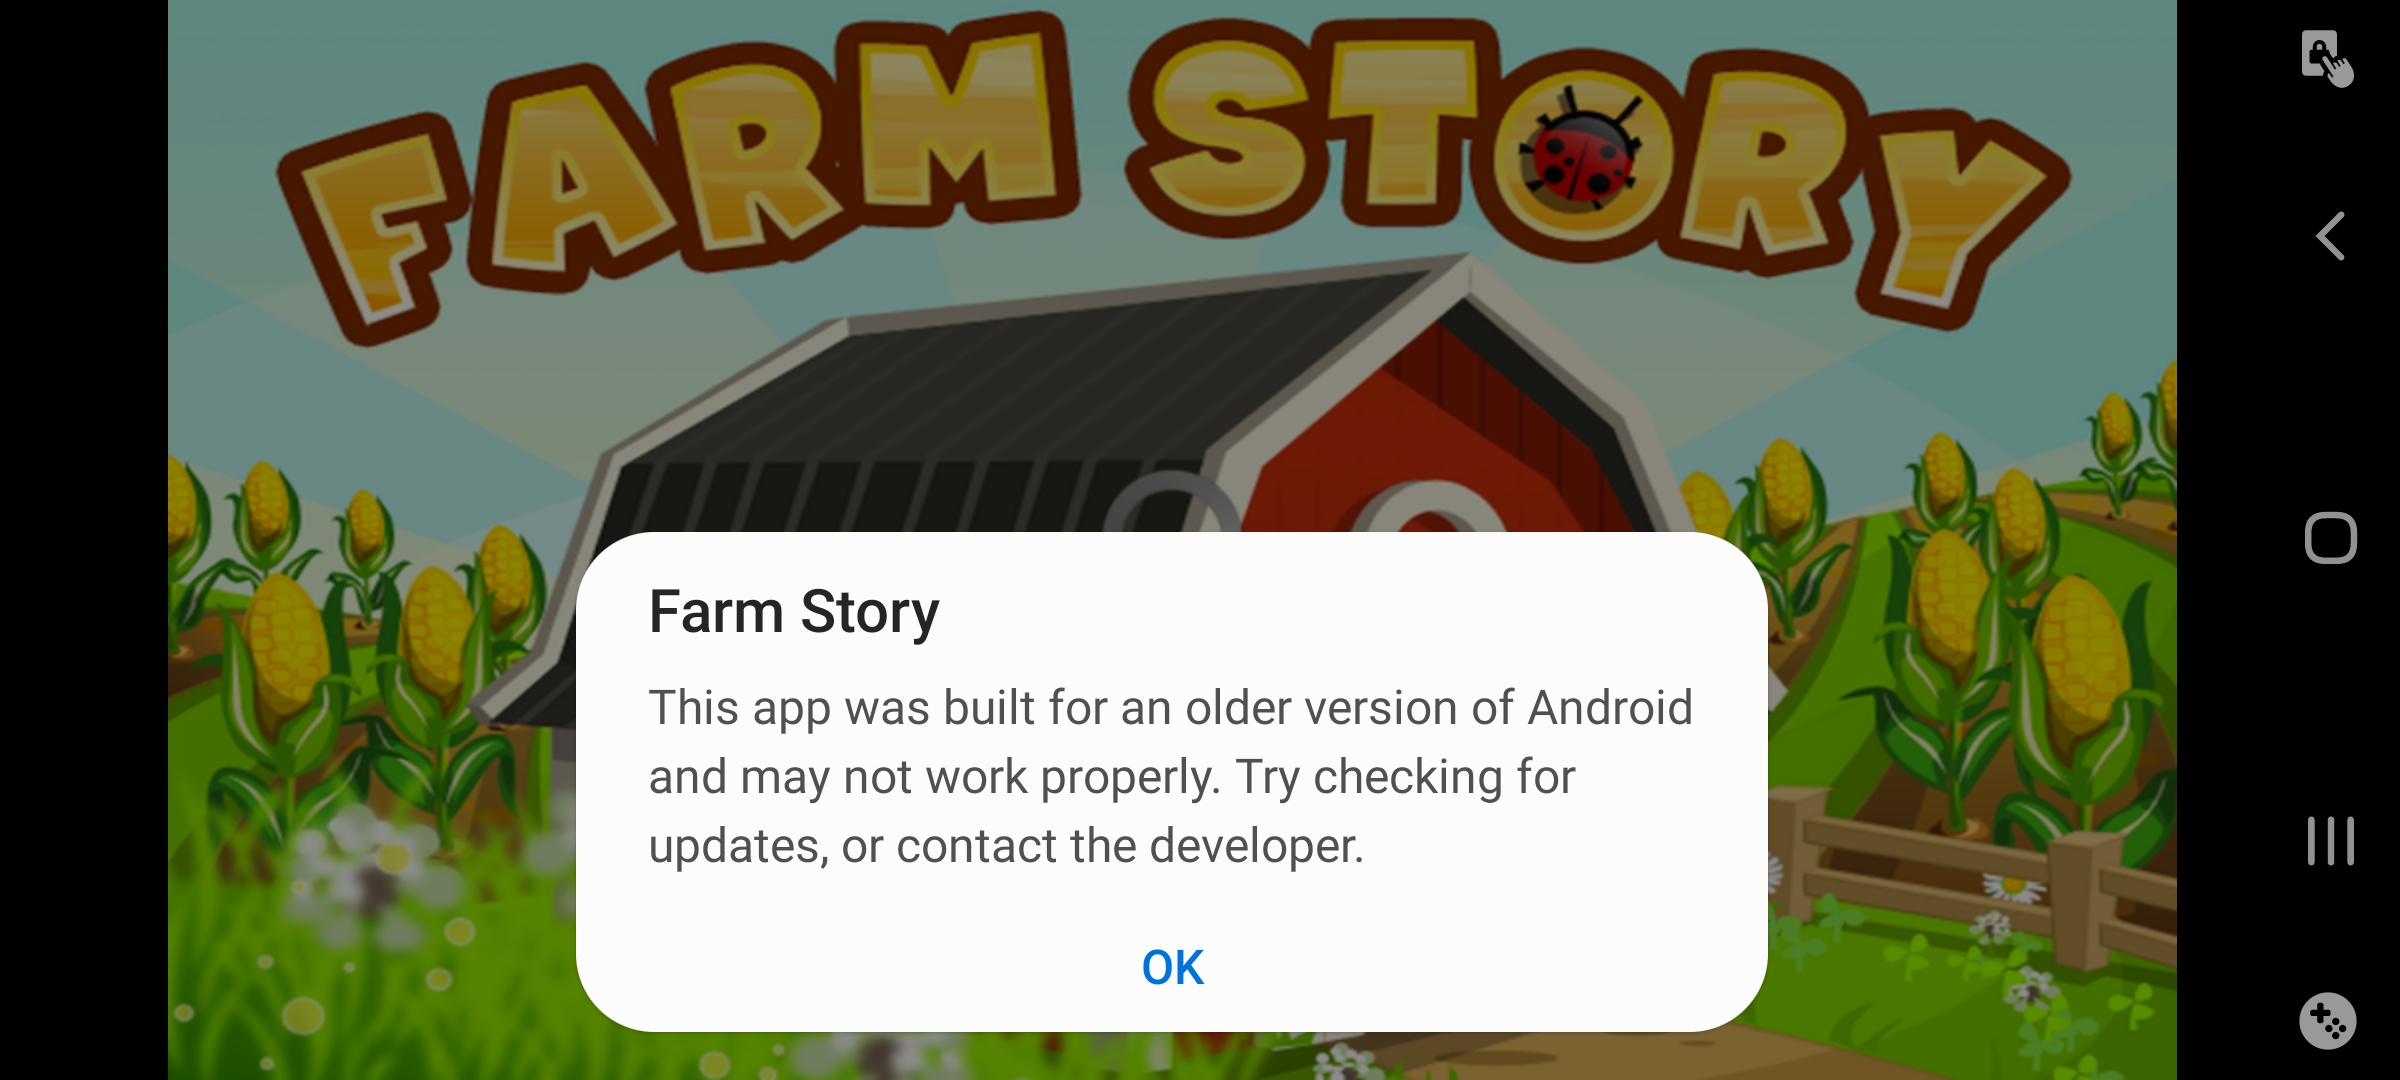 FARM STORY
Farm Story
This app was built for an older version of Android
and may not work properly. Try checking for
updates, or contact the developer.
OK